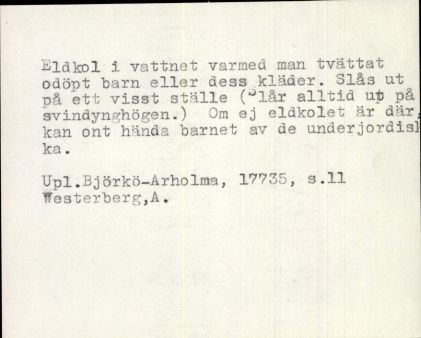 Eldkol i vattnet varmed man tvättat
odöpt barn eller dess kläder. Slås ut
på ett visst ställe ("lår alltid up på
svindynghögen.) Om ej eldkolet är där,
kan ont hända barnet av de underjordisk
ka.
Upl.Björkö-Arholma, 17735, s.11
Westerberg,A.